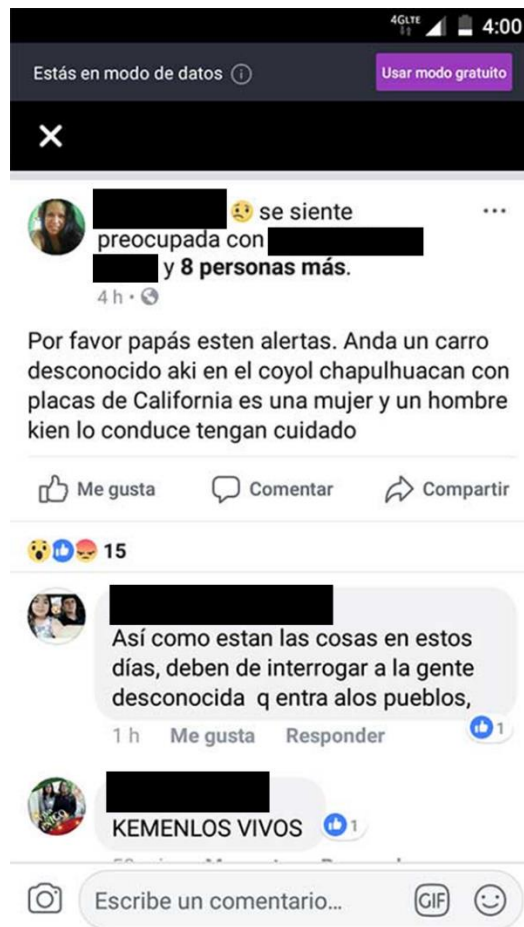 4GLTE 4:00
Estás en modo de datos Usar modo gratuito
se siente
preocupada con
y 8 personas más.
4 h
Por favor papás esten alertas. Anda un carro
desconocido aki en el coyol chapulhuacan con
placas de California es una mujer y un hombre
kien lo conduce tengan cuidado
Me gusta Comentar Compartir
15
Así como estan las cosas en estos
días, deben de interrogar a la gente
desconocida q entra alos pueblos,
1 h Me gusta Responder 1
KEMENLOS VIVOS 1
Escribe un comentario... GIF